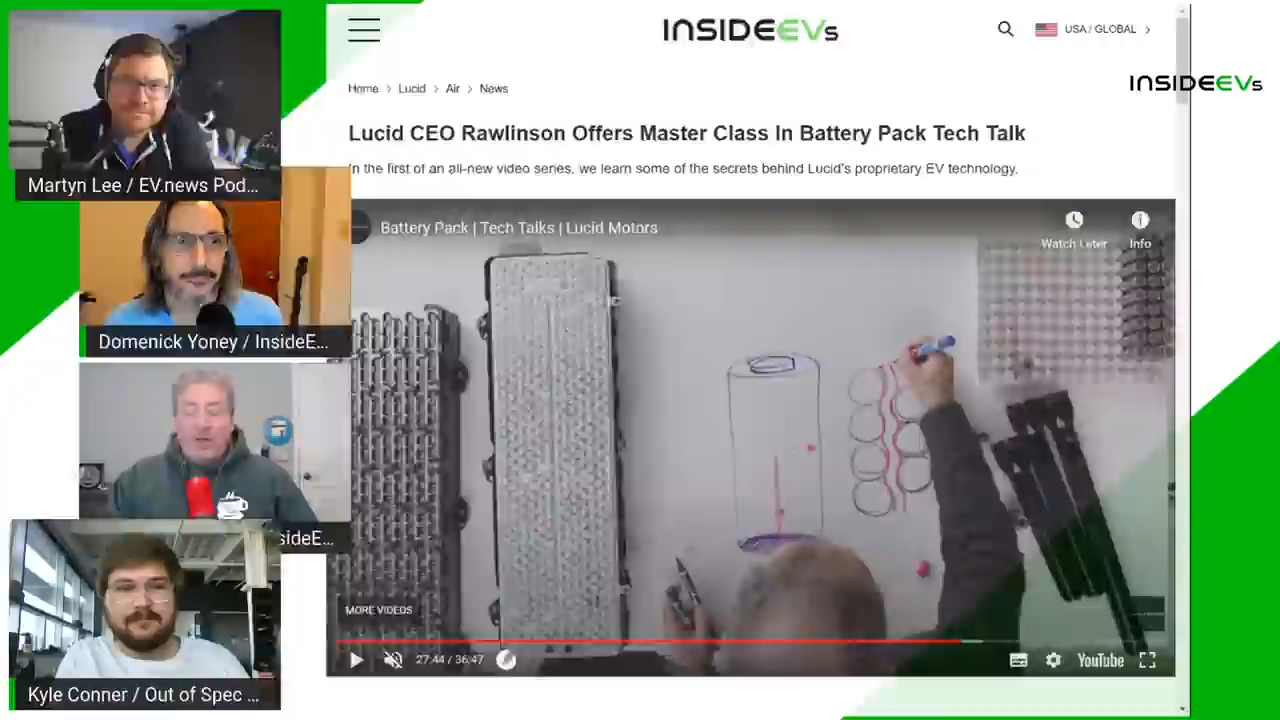 INSIDEEVs
USA / GLOBAL
INSIDEEVs
Home > Lucid > Air > News
Lucid CEO Rawlinson Offers Master Class In Battery Pack Tech Talk
In the first of an all-new video series, we learn some of the secrets behind Lucid's proprietary EV technology.
Battery Pack | Tech Talks | Lucid Motors
Watch Later
Info
Martyn Lee / EV.news Pod...
Domenick Yoney / InsideE...
sideE...
Kyle Conner / Out of Spec ...
MORE VIDEOS
27:44 / 36:47
YouTube